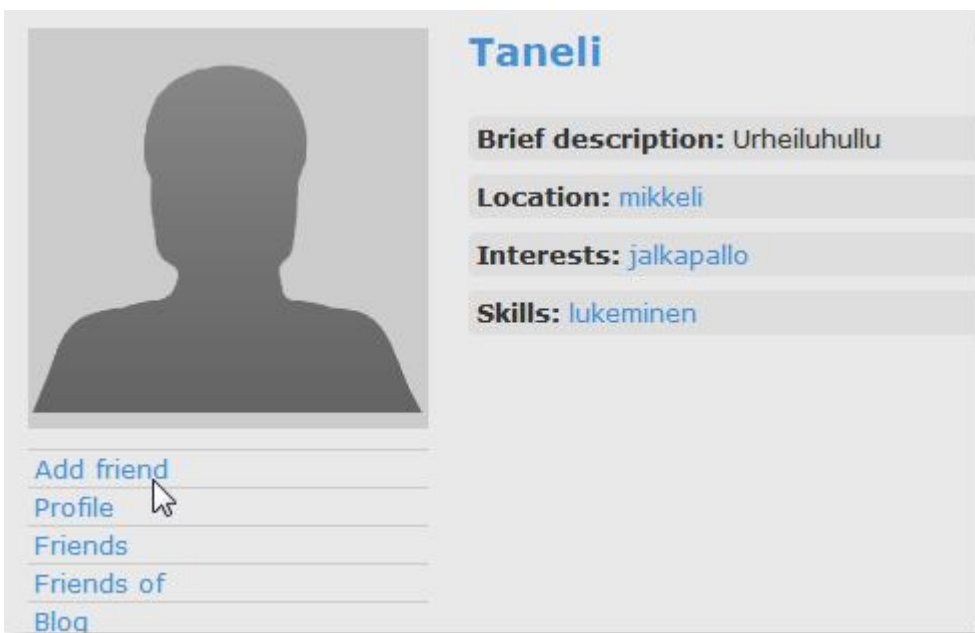 Taneli
Brief description: Urheiluhullu
Location: mikkeli
Interests: jalkapallo
Skills: lukeminen
Add friend
Profile
Friends
Friends of
Blog